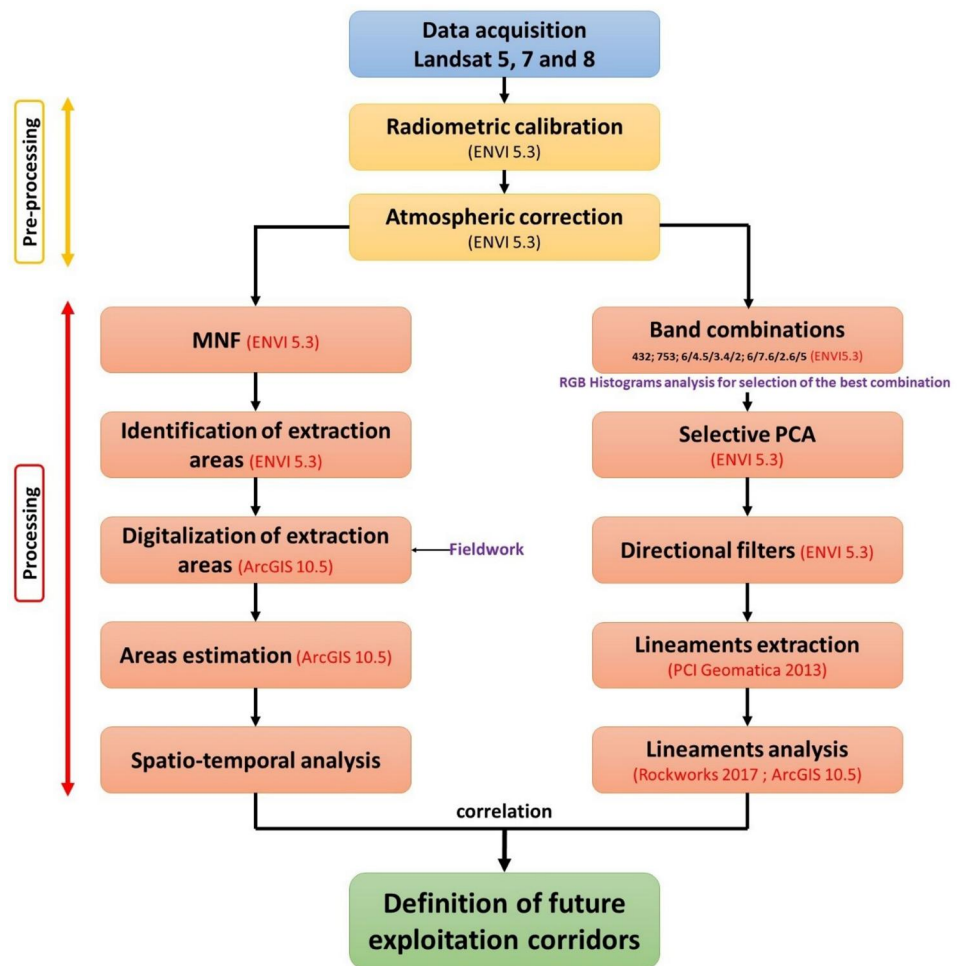 Data acquisition
Landsat 5, 7 and 8
Pre-processing
Radiometric calibration
(ENVI 5.3)
Atmospheric correction
(ENVI 5.3)
Processing
MNF (ENVI 5.3)
Identification of extraction
areas (ENVI 5.3)
Digitalization of extraction
areas (ArcGIS 10.5)
Fieldwork
Areas estimation (ArcGIS 10.5)
Spatio-temporal analysis
Band combinations
432; 753; 6/4.5/3.4/2; 6/7.6/2.6/5 (ENVI5.3)
RGB Histograms analysis for selection of the best combination
Selective PCA
(ENVI 5.3)
Directional filters (ENVI 5.3)
Lineaments extraction
(PCI Geomatica 2013)
Lineaments analysis
(Rockworks 2017 ; ArcGIS 10.5)
correlation
Definition of future
exploitation corridors